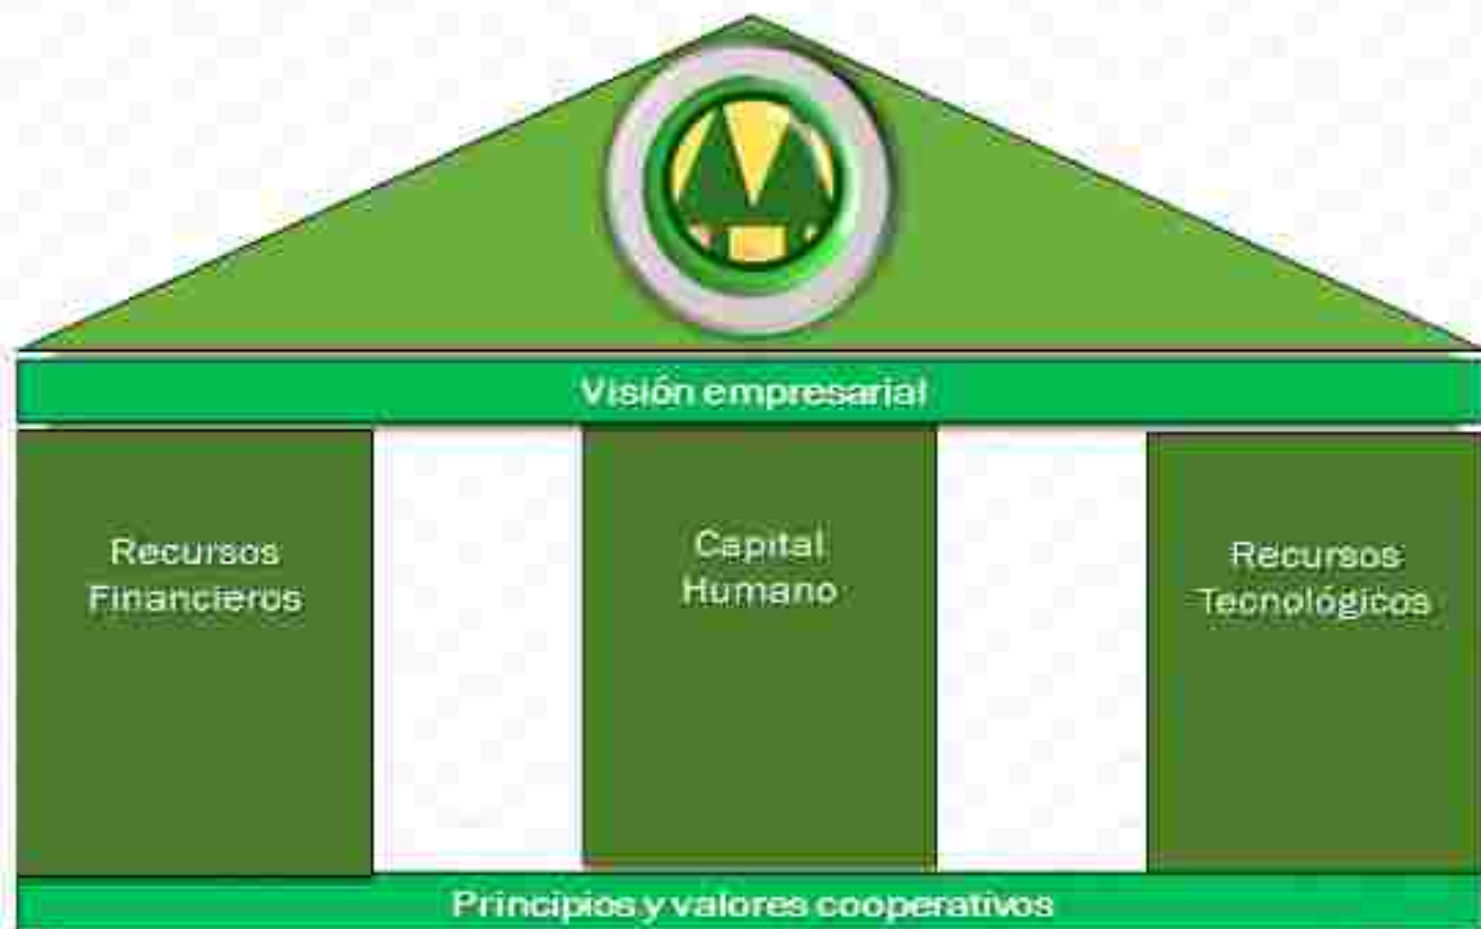 Visión empresarial
Recursos
Financieros
Capital
Humano
Recursos
Tecnológicos
Principios y valores cooperativos